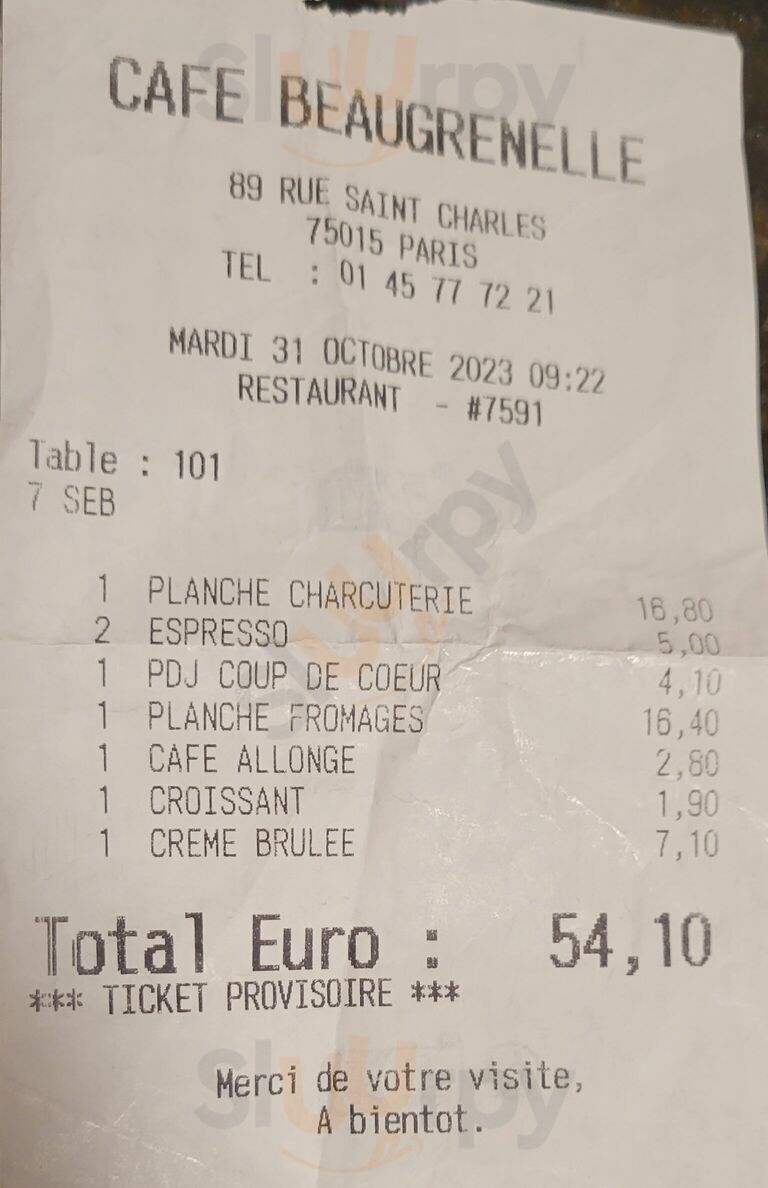 CAFE BEAUGRENELLE
89 RUE SAINT CHARLES
75015 PARIS
TEL : 01 45 77 72 21
MARDI 31 OCTOBRE 2023 09:22
RESTAURANT - #7591
Table : 101
7 SEB
1 PLANCHE CHARCUTERIE 16,80
2 ESPRESSO 5,00
1 PDJ COUP DE COEUR 4,10
1 PLANCHE FROMAGES 16,40
1 CAFE ALLONGE 2,80
1 CROISSANT 1,90
1 CREME BRULEE 7,10
Total Euro : 54,10
*** TICKET PROVISOIRE ***
Merci de votre visite,
A bientot.
Sluurpy
Sluurpy
Sluurpy